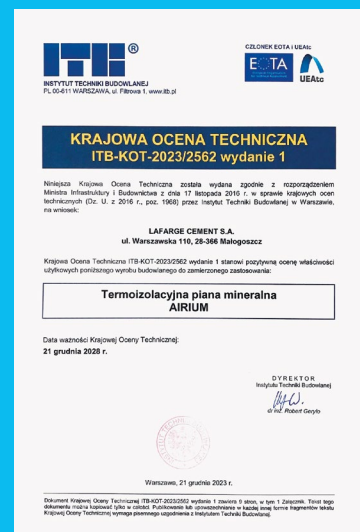 ITB®
CZŁONEK EOTA i UEAtc
EOTA
UEAtc
INSTYTUT TECHNIKI BUDOWLANEJ
PL 00-611 WARSZAWA, ul. Filtrowa 1, www.itb.pl
KRAJOWA OCENA TECHNICZNA
ITB-KOT-2023/2562 wydanie 1
Niniejsza Krajowa Ocena Techniczna została wydana zgodnie z rozporządzeniem
Ministra Infrastruktury i Budownictwa z dnia 17 listopada 2016 r. w sprawie krajowych ocen
technicznych (Dz. U. z 2016 r., poz. 1968) przez Instytut Techniki Budowlanej w Warszawie,
na wniosek:
LAFARGE CEMENT S.A.
ul. Warszawska 110, 28-366 Małogoszcz
Krajowa Ocena Techniczna ITB-KOT-2023/2562 wydanie 1 stanowi pozytywną ocenę właściwości
użytkowych poniższego wyrobu budowlanego do zamierzonego zastosowania:
Termoizolacyjna piana mineralna
AIRIUM
Data ważności Krajowej Oceny Technicznej:
21 grudnia 2028 r.
DYREKTOR
Instytutu Techniki Budowlanej
dr inż. Robert Geryło
Warszawa, 21 grudnia 2023 r.
Dokument Krajowej Oceny Technicznej ITB-KOT-2023/2562 wydanie 1 zawiera 9 stron, w tym 1 Załącznik. Tekst tego
dokumentu można kopiować tylko w całości. Publikowanie lub upowszechnianie w każdej innej formie fragmentów tekstu
Krajowej Oceny Technicznej wymaga pisemnego uzgodnienia z Instytutem Techniki Budowlanej.